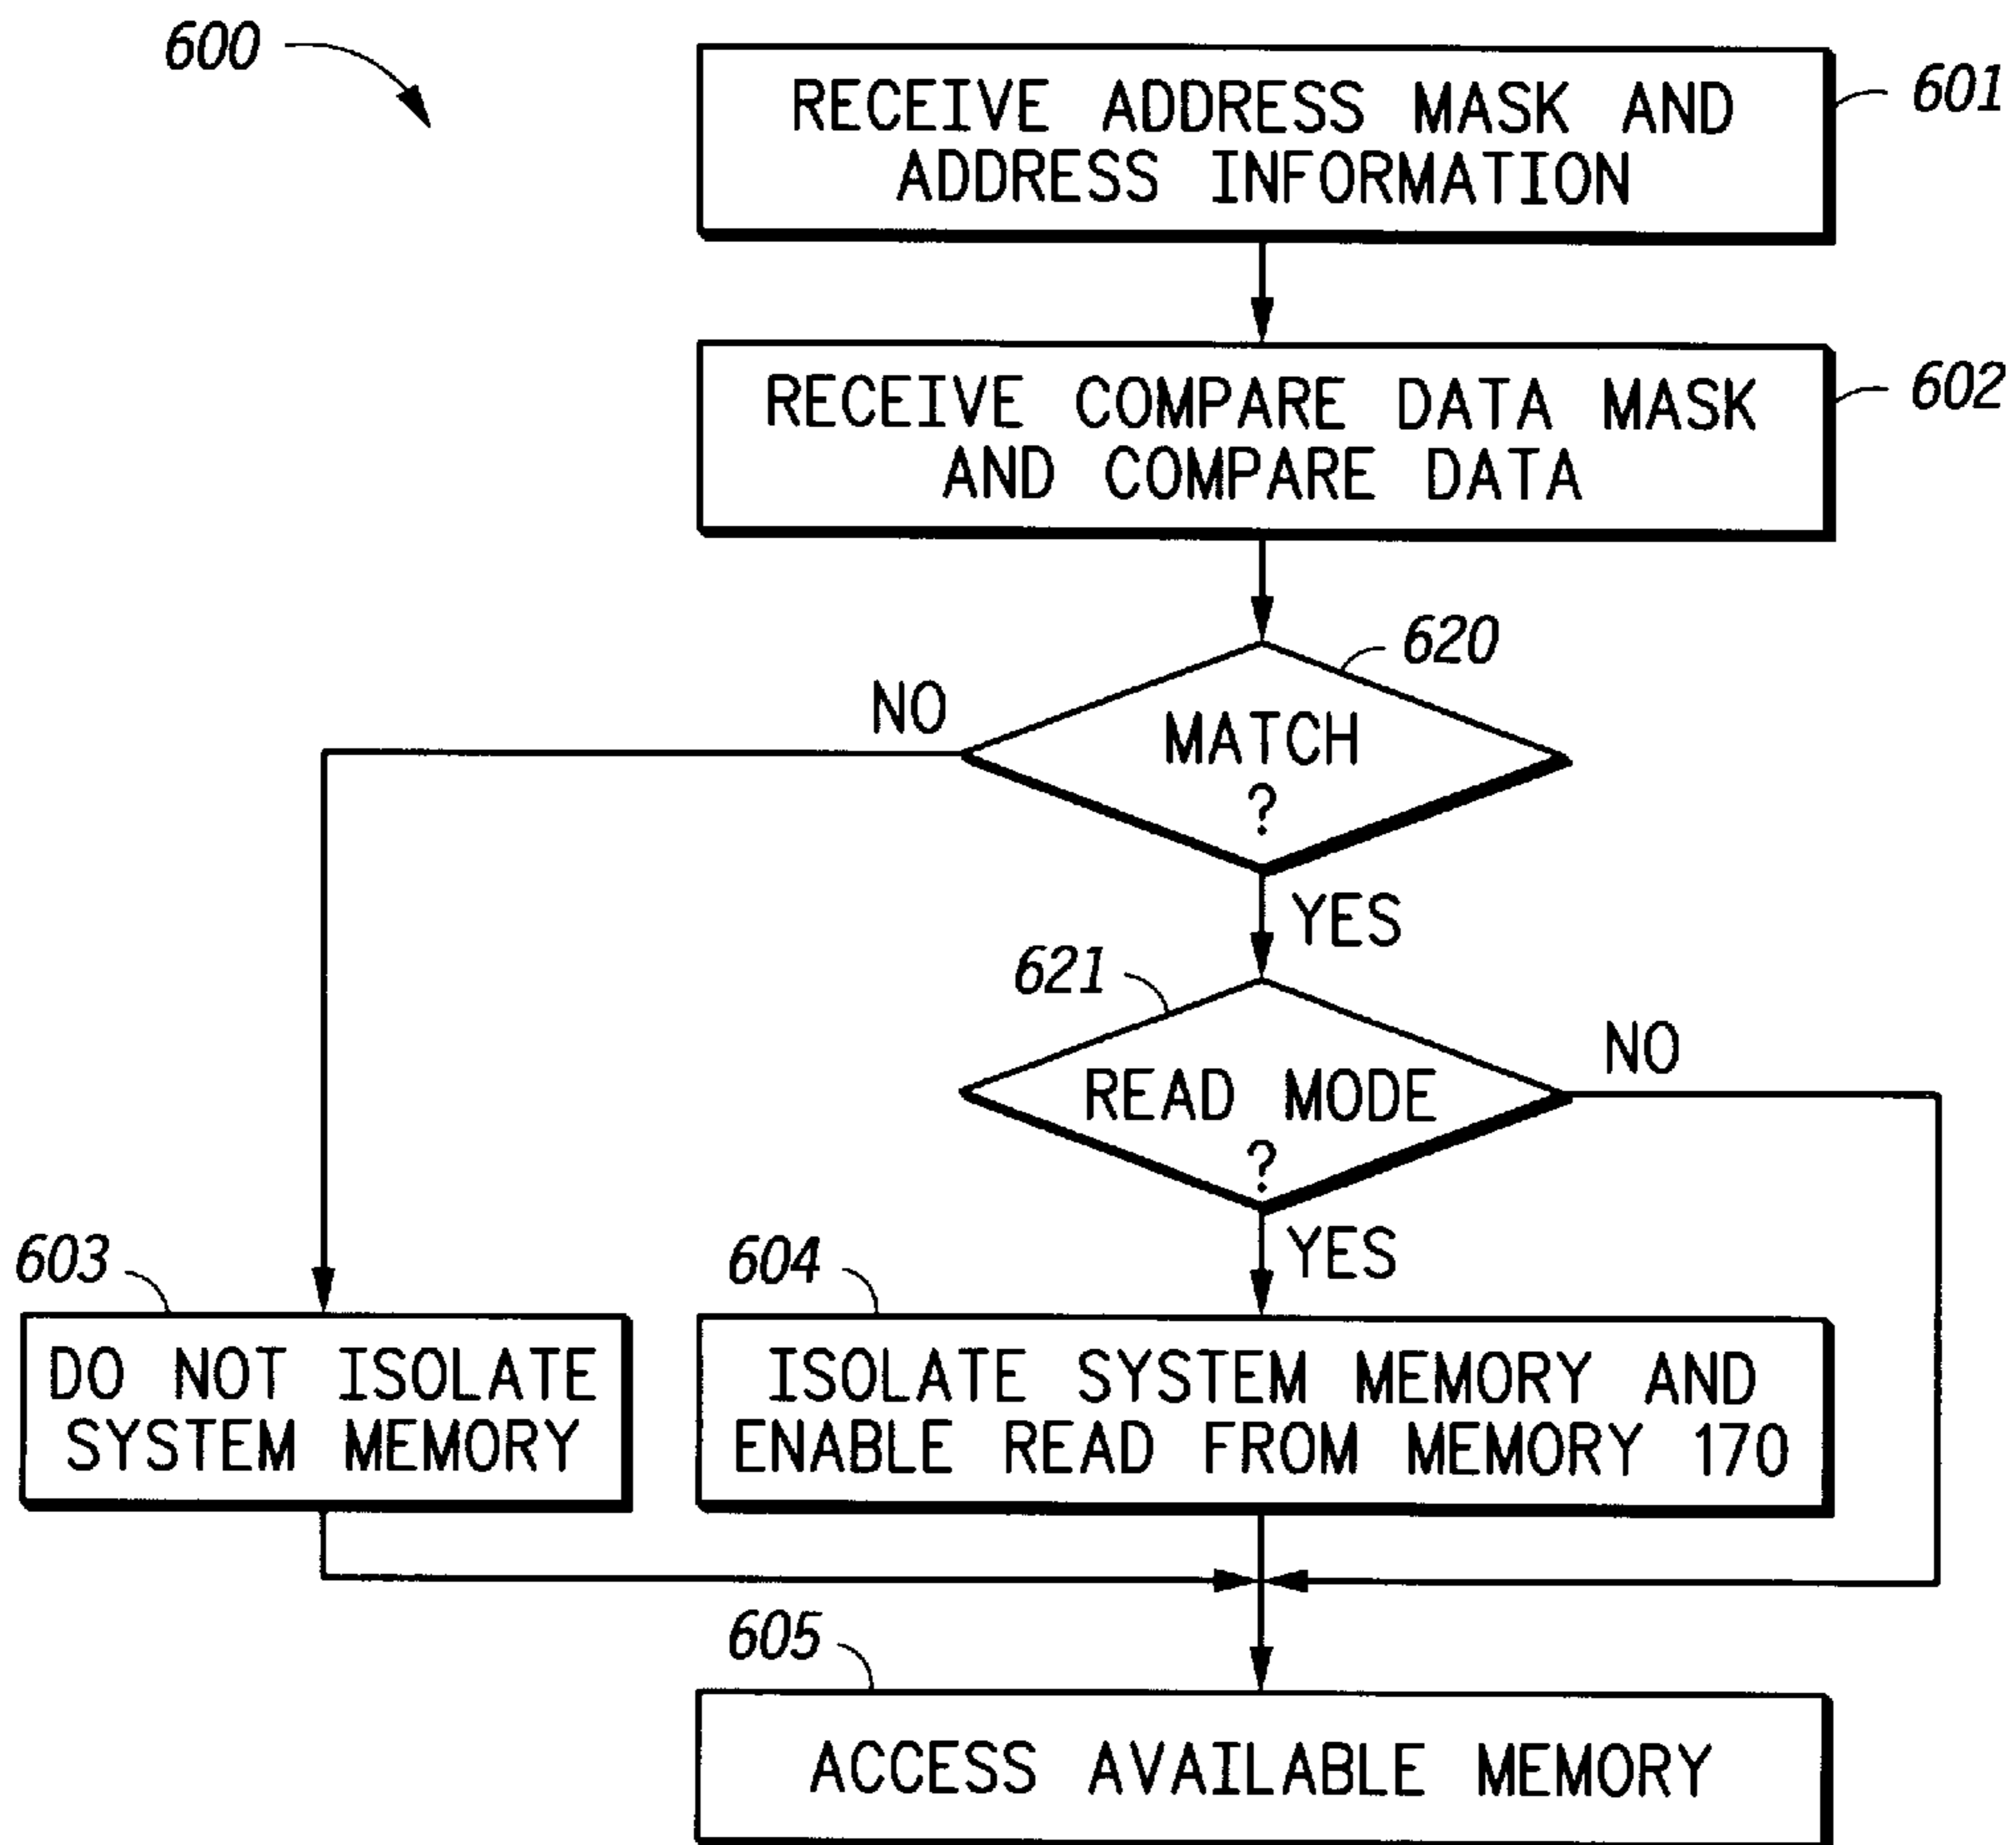 600
RECEIVE ADDRESS MASK AND
ADDRESS INFORMATION
601
RECEIVE COMPARE DATA MASK
AND COMPARE DATA
602
620
NO
MATCH
?
YES
621
NO
READ MODE
?
YES
603
604
DO NOT ISOLATE
SYSTEM MEMORY
ISOLATE SYSTEM MEMORY AND
ENABLE READ FROM MEMORY 170
605
ACCESS AVAILABLE MEMORY